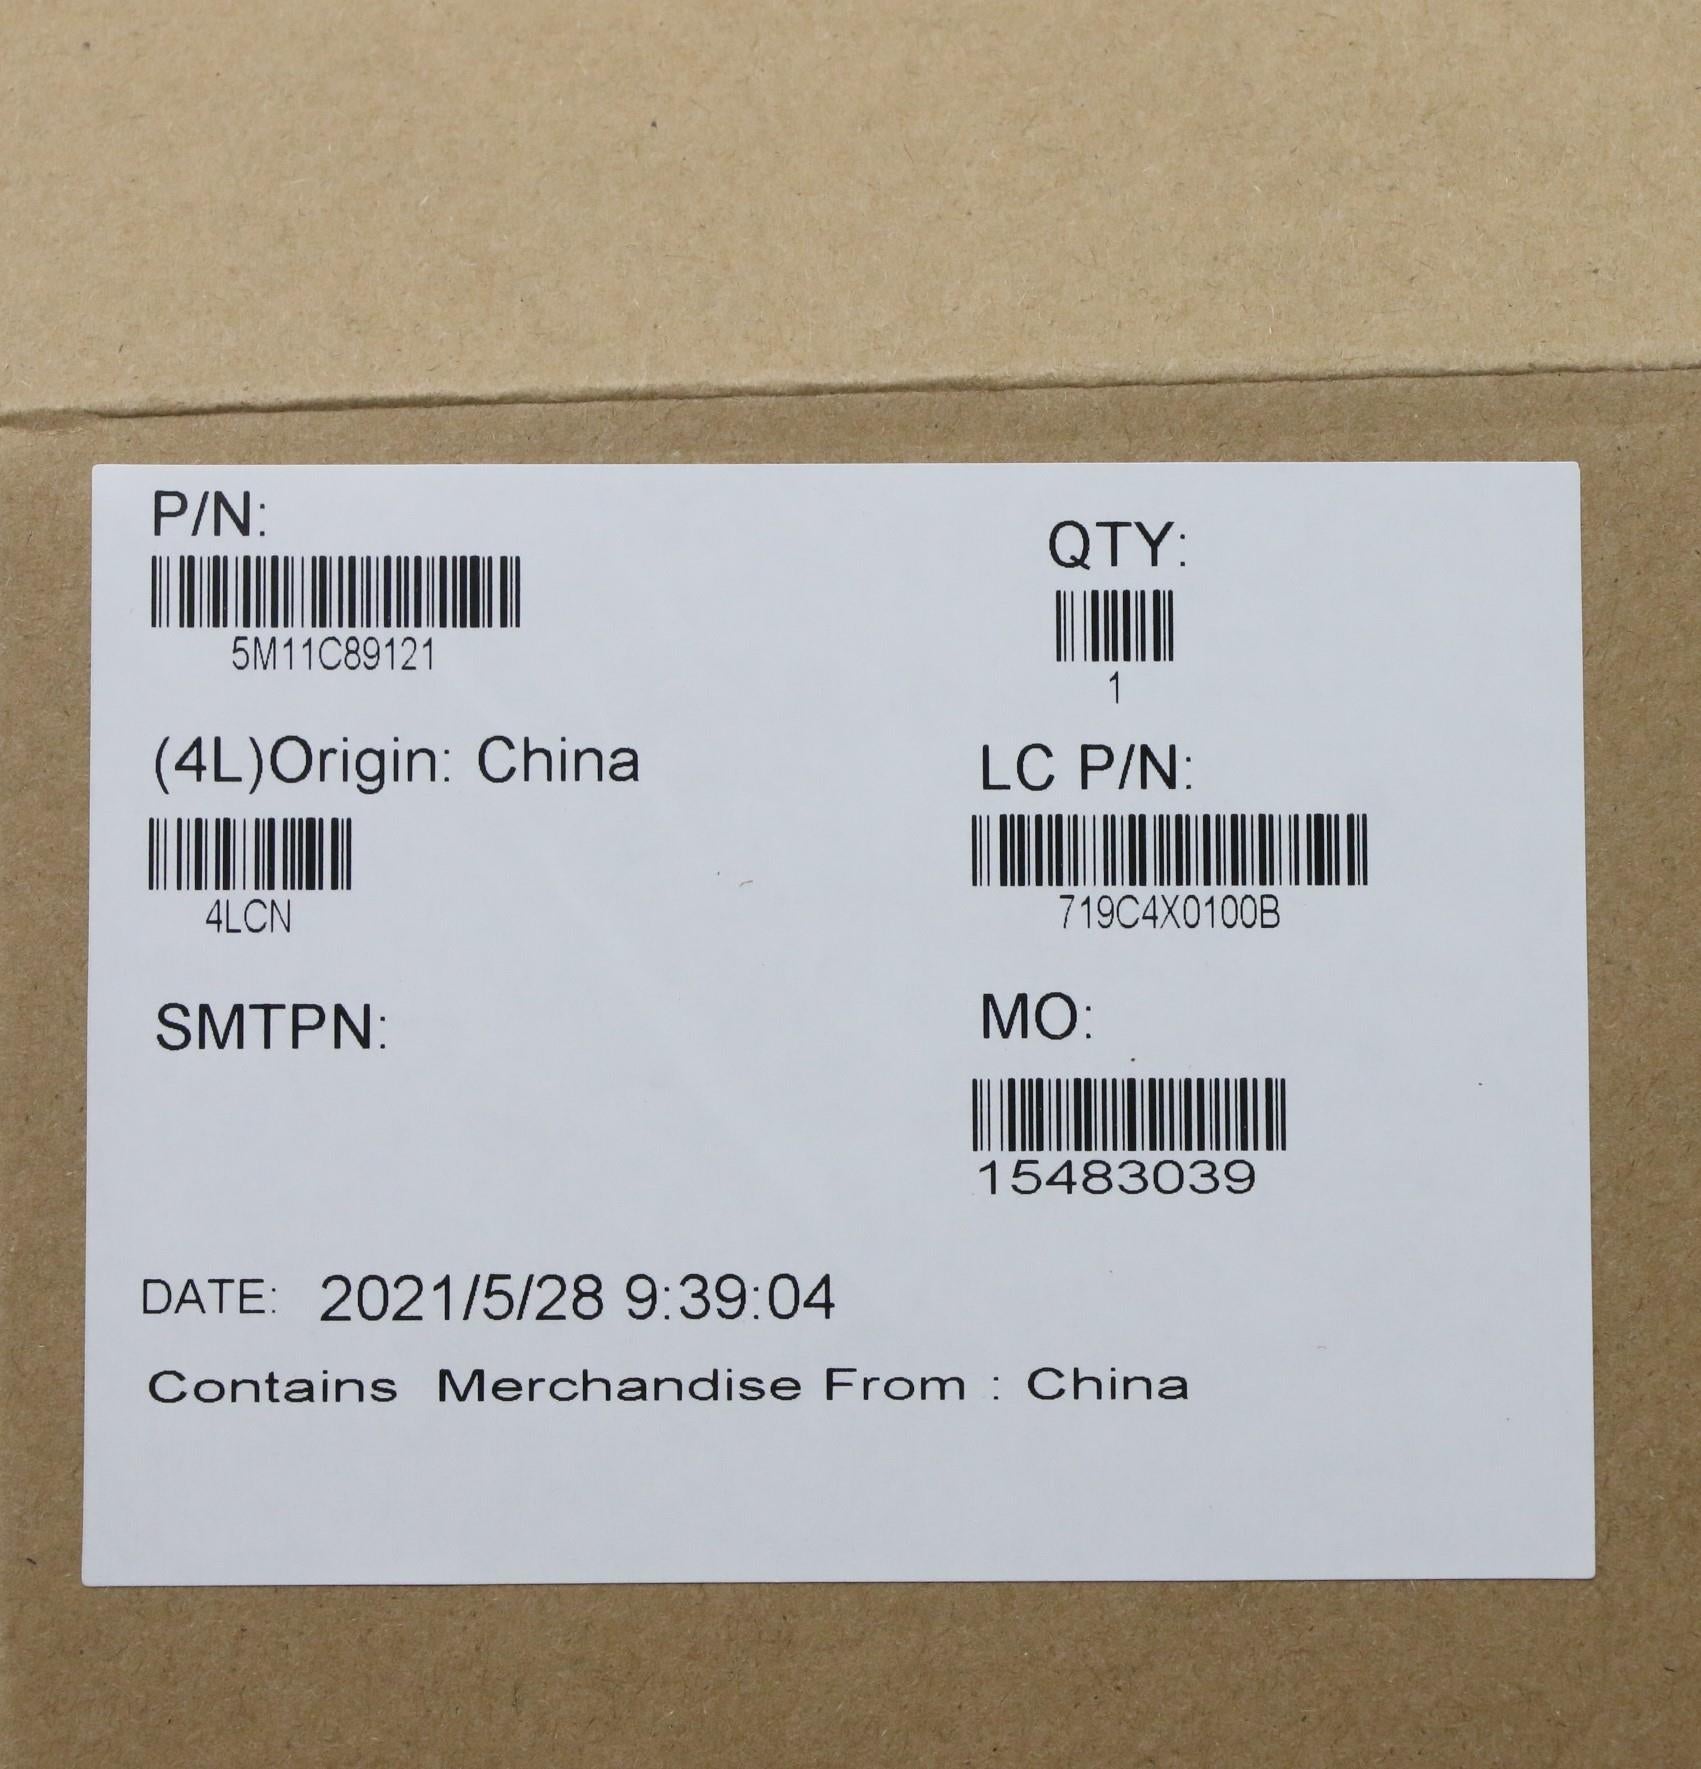 P/N:
5M11C89121
QTY:
1
(4L)Origin: China
4LCN
LC P/N:
719C4X0100B
SMTPN:
MO:
15483039
DATE: 2021/5/28 9:39:04
Contains Merchandise From : China